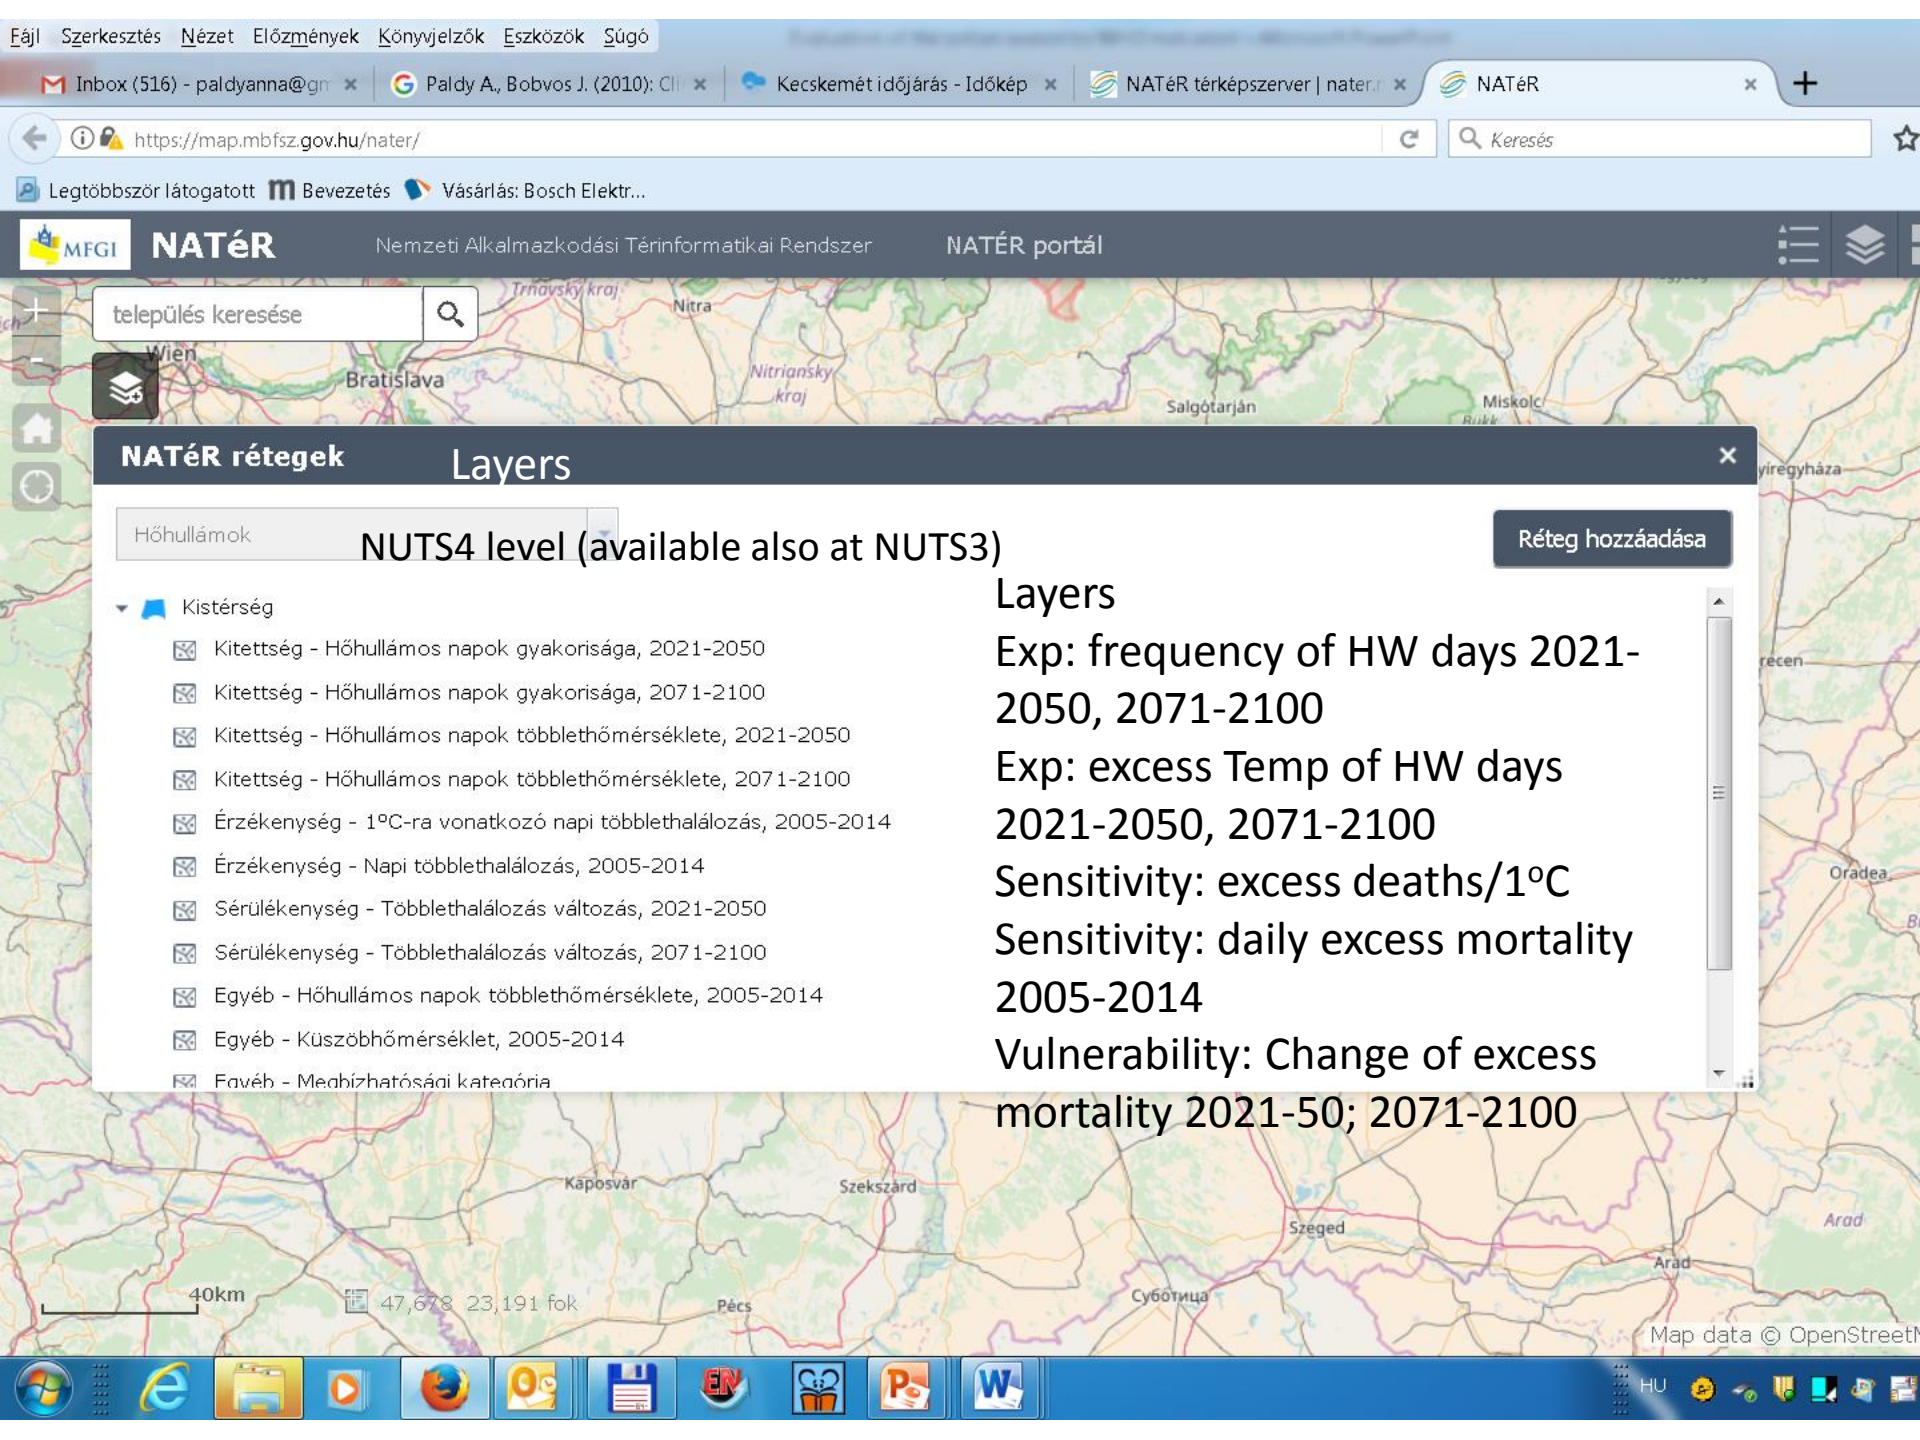 Fájl Szerkesztés Nézet Előzmények Könyvjelzők Eszközök Súgó
Inbox (516) - paldyanna@gm
Paldy A., Bobvos J. (2010): Cli
Kecskemét időjárás - Időkép
NATéR térképszerver | nater.r
NATéR
https://map.mbfsz.gov.hu/nater/
Keresés
Legtöbbször látogatott
Bevezetés
Vásárlás: Bosch Elektr...
MFGI
NATéR
Nemzeti Alkalmazkodási Térinformatikai Rendszer
NATÉR portál
település keresése
Trnavský kraj
Nitra
Wien
Bratislava
Nitriansky kraj
Salgótarján
Miskolc
Bükk
NATéR rétegek
Layers
Hőhullámok
NUTS4 level (available also at NUTS3)
Réteg hozzáadása
Kistérség
Kitettség - Hőhullámos napok gyakorisága, 2021-2050
Kitettség - Hőhullámos napok gyakorisága, 2071-2100
Kitettség - Hőhullámos napok többlethőmérséklete, 2021-2050
Kitettség - Hőhullámos napok többlethőmérséklete, 2071-2100
Érzékenység - 1ºC-ra vonatkozó napi többlethalálozás, 2005-2014
Érzékenység - Napi többlethalálozás, 2005-2014
Sérülékenység - Többlethalálozás változás, 2021-2050
Sérülékenység - Többlethalálozás változás, 2071-2100
Egyéb - Hőhullámos napok többlethőmérséklete, 2005-2014
Egyéb - Küszöbhőmérséklet, 2005-2014
Egyéb - Megbízhatósági kategória
Layers
Exp: frequency of HW days 2021-
2050, 2071-2100
Exp: excess Temp of HW days
2021-2050, 2071-2100
Sensitivity: excess deaths/1ºC
Sensitivity: daily excess mortality
2005-2014
Vulnerability: Change of excess
mortality 2021-50; 2071-2100
yíregyháza
recen
Oradea
Kaposvár
Szekszárd
Szeged
Arad
Arad
40km
47,678 23,191 fok
Pécs
Суботица
Map data © OpenStreetM
HU